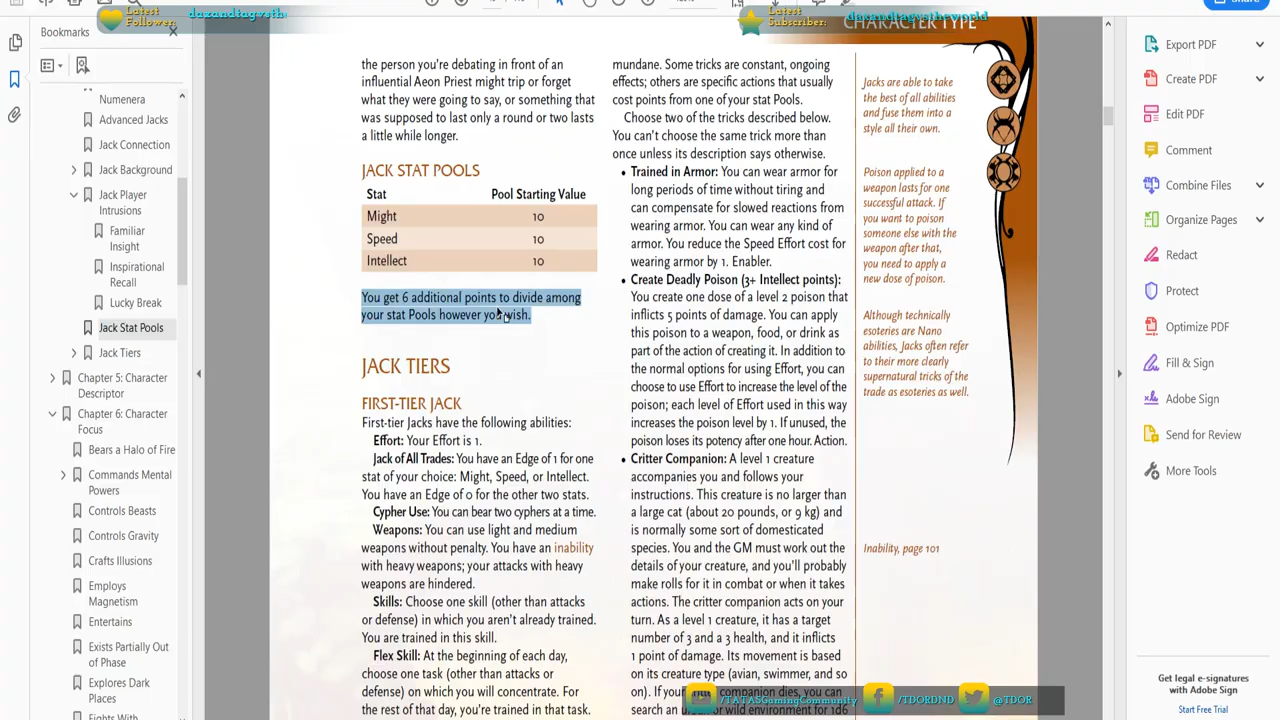 Latest
Follower:
dazandtagvsth
Latest
Subscriber:
dazandtagvstheworld
CHARACTER TYPE
Bookmarks
Numenera
Advanced Jacks
Jack Connection
Jack Background
Jack Player
Intrusions
Familiar
Insight
Inspirational
Recall
Lucky Break
Jack Stat Pools
Jack Tiers
Chapter 5: Character
Descriptor
Chapter 6: Character
Focus
Bears a Halo of Fire
Commands Mental
Powers
Controls Beasts
Controls Gravity
Crafts Illusions
Employs
Magnetism
Entertains
Exists Partially Out
of Phase
Explores Dark
Places
Fights With
the person you're debating in front of an
influential Aeon Priest might trip or forget
what they were going to say, or something that
was supposed to last only a round or two lasts
a little while longer.
JACK STAT POOLS
Stat Pool Starting Value
Might 10
Speed 10
Intellect 10
You get 6 additional points to divide among
your stat Pools however you wish.
JACK TIERS
FIRST-TIER JACK
First-tier Jacks have the following abilities:
Effort: Your Effort is 1.
Jack of All Trades: You have an Edge of 1 for one
stat of your choice: Might, Speed, or Intellect.
You have an Edge of 0 for the other two stats.
Cypher Use: You can bear two cyphers at a time.
Weapons: You can use light and medium
weapons without penalty. You have an inability
with heavy weapons; your attacks with heavy
weapons are hindered.
Skills: Choose one skill (other than attacks
or defense) in which you aren't already trained.
You are trained in this skill.
Flex Skill: At the beginning of each day,
choose one task (other than attacks or
defense) on which you will concentrate. For
the rest of that day, you're trained in that task.
mundane. Some tricks are constant, ongoing
effects; others are specific actions that usually
cost points from one of your stat Pools.
Choose two of the tricks described below.
You can't choose the same trick more than
once unless its description says otherwise.
• Trained in Armor: You can wear armor for
long periods of time without tiring and
can compensate for slowed reactions from
wearing armor. You can wear any kind of
armor. You reduce the Speed Effort cost for
wearing armor by 1. Enabler.
• Create Deadly Poison (3+ Intellect points):
You create one dose of a level 2 poison that
inflicts 5 points of damage. You can apply
this poison to a weapon, food, or drink as
part of the action of creating it. In addition to
the normal options for using Effort, you can
choose to use Effort to increase the level of the
poison; each level of Effort used in this way
increases the poison level by 1. If unused, the
poison loses its potency after one hour. Action.
• Critter Companion: A level 1 creature
accompanies you and follows your
instructions. This creature is no larger than
a large cat (about 20 pounds, or 9 kg) and
is normally some sort of domesticated
species. You and the GM must work out the
details of your creature, and you'll probably
make rolls for it in combat or when it takes
actions. The critter companion acts on your
turn. As a level 1 creature, it has a target
number of 3 and a 3 health, and it inflicts
1 point of damage. Its movement is based
on its creature type (avian, swimmer, and so
on). If your companion dies, you can
search an or wild environment for 1d6
Jacks are able to take
the best of all abilities
and fuse them into a
style all their own.
Poison applied to a
weapon lasts for one
successful attack. If
you want to poison
someone else with the
weapon after that,
you need to apply a
new dose of poison.
Although technically
esoteries are Nano
abilities, Jacks often refer
to their more clearly
supernatural tricks of the
trade as esoteries as well.
Inability, page 101
/TATASGamingCommunity
/TDORDND
@TDOR
Share
Export PDF
Create PDF
Edit PDF
Comment
Combine Files
Organize Pages
Redact
Protect
Optimize PDF
Fill & Sign
Adobe Sign
Send for Review
More Tools
Get legal e-signatures
with Adobe Sign
Start Free Trial